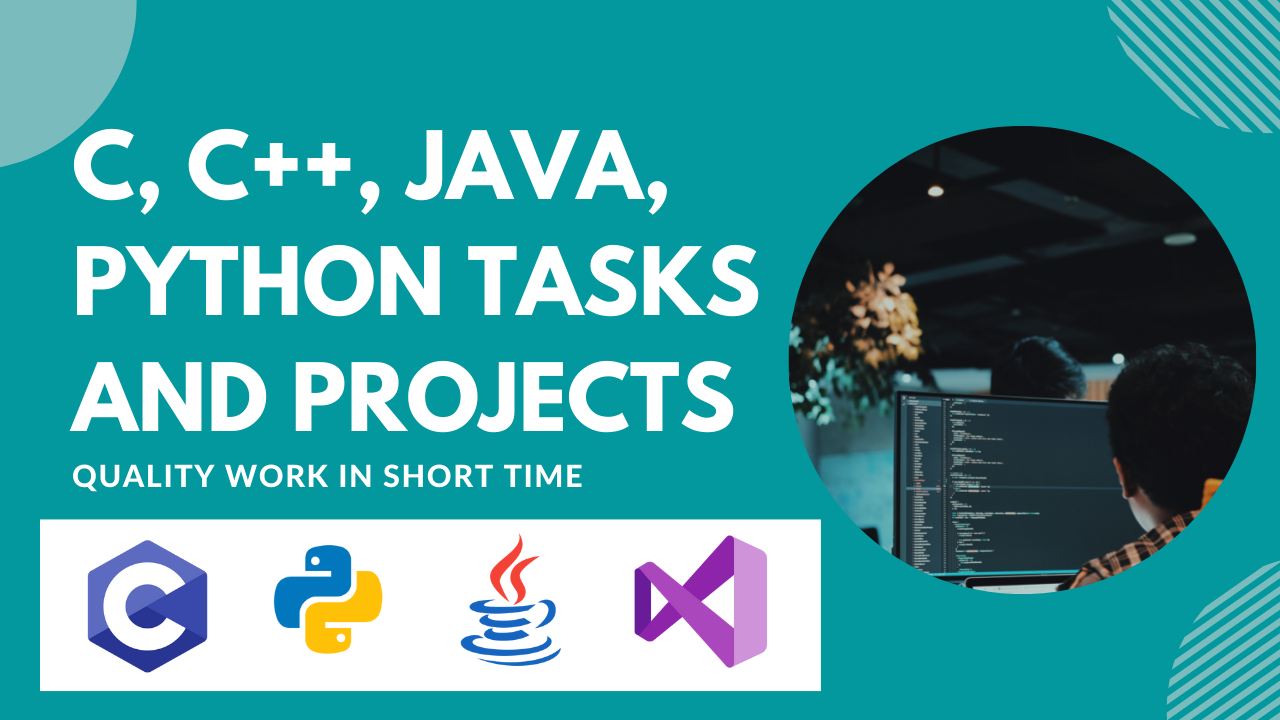 C, C++, JAVA,
PYTHON TASKS
AND PROJECTS
QUALITY WORK IN SHORT TIME
C